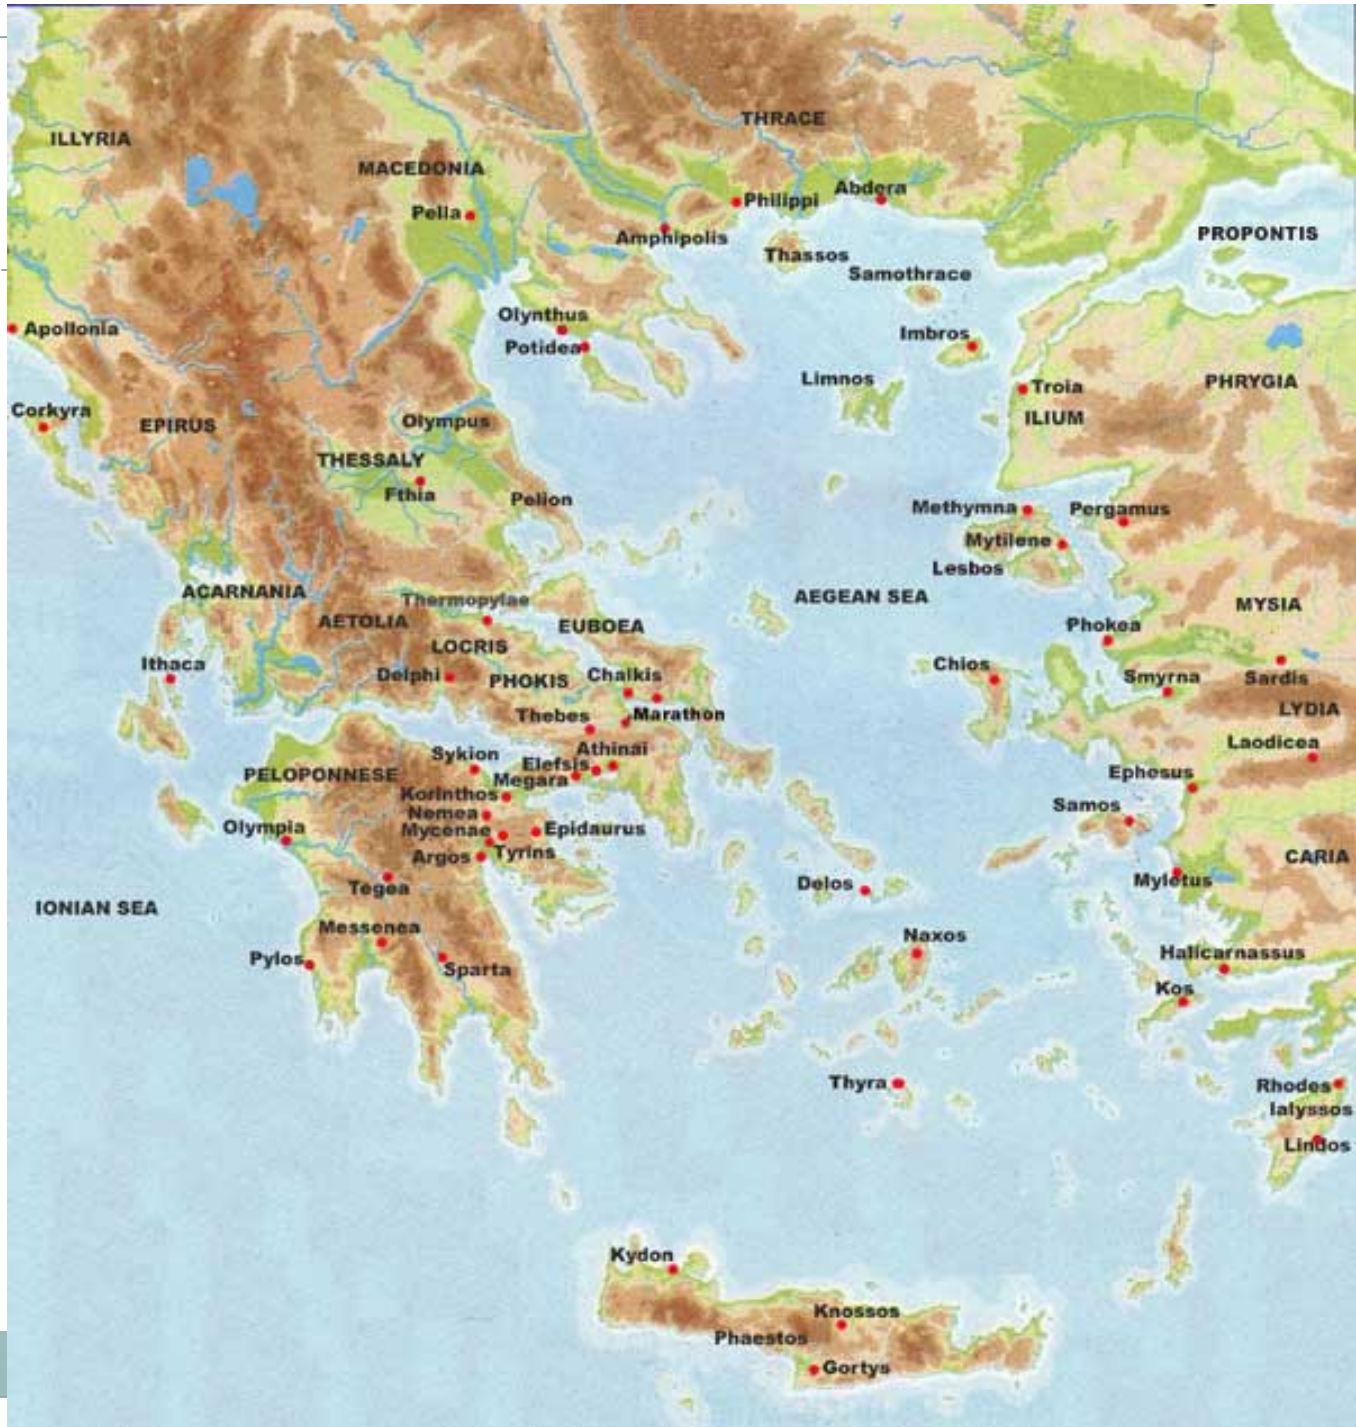 THRACE
ILLYRIA
MACEDONIA
Abdera
Philippi
Pella
PROPONTIS
Amphipolis
Thassos
Samothrace
Olynthus
Apollonia
Imbros
Potidea
Limnos
PHRYGIA
Troia
Corkyra
ILIUM
Olympus
EPIRUS
THESSALY
Fthia
Pelion
Methymna
Pergamus
Mytilene
Lesbos
ACARNANIA
AEGEAN SEA
Thermopylae
MYSIA
AETOLIA
EUBOEA
Phokea
LOCRIS
Ithaca
Chios
Delphi
Chalkis
PHOKIS
Smyrna
Sardis
LYDIA
Thebes
Marathon
Laodicea
Athinai
Sykion
Elefsis
Ephesus
PELOPONNESE
Megara
Korinthos
Samos
Nemea
Olympia
Mycenae
Epidaurus
Tyrins
Argos
CARIA
Myletus
Delos
Tegea
IONIAN SEA
Messenea
Naxos
Halicarnassus
Pylos
Sparta
Kos
Thyra
Rhodes
Ialyssos
Lindos
Kydon
Knossos
Phaestos
Gortys